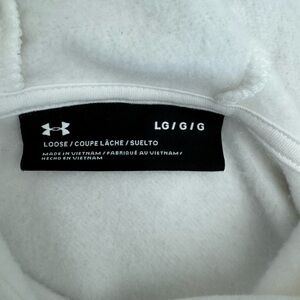 LG / G / G
LOOSE / COUPE LÂCHE / SUELTO
MADE IN VIETNAM / FABRIQUÉ AU VIETNAM /
HECHO EN VIETNAM